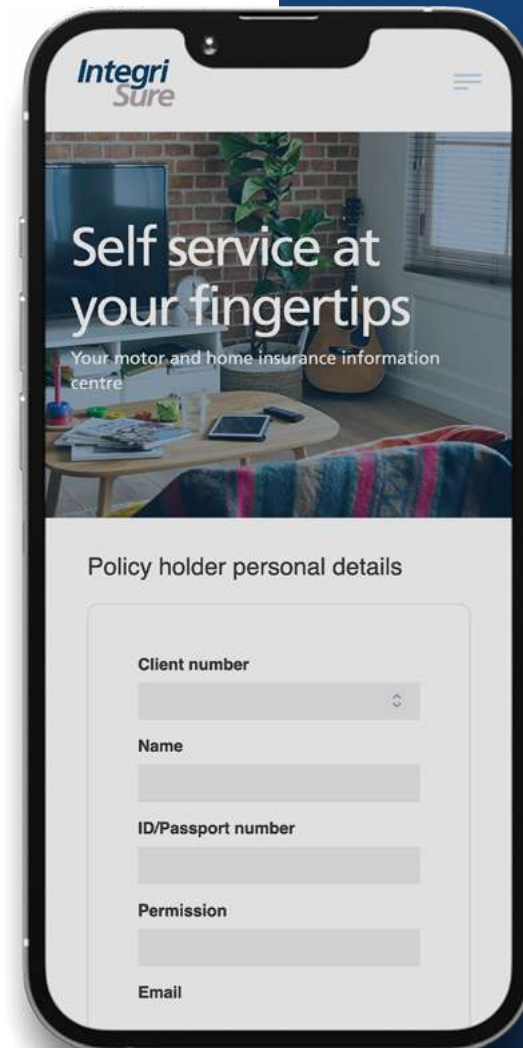 Integri
Sure
Self service at
your fingertips
Your motor and home insurance information
centre
Policy holder personal details
Client number
Name
ID/Passport number
Permission
Email